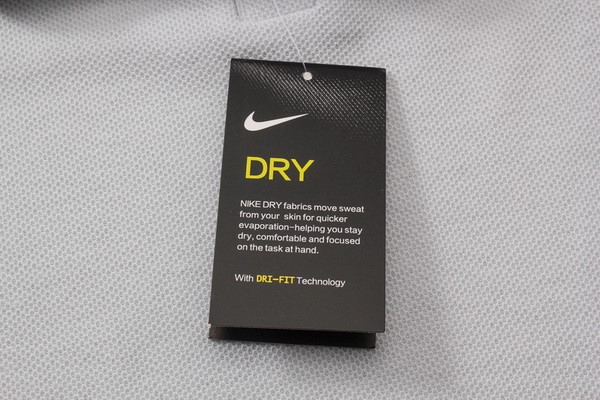 DRY
NIKE DRY fabrics move sweat
from your skin for quicker
evaporation-helping you stay
dry, comfortable and focused
on the task at hand.
With DRI-FIT Technology